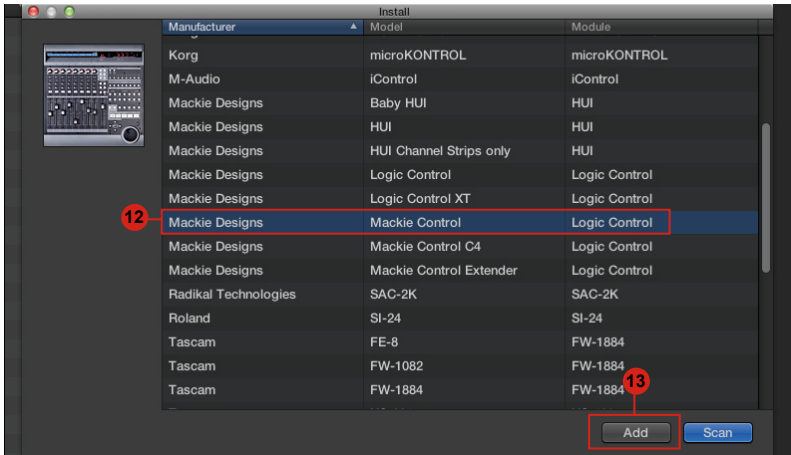 Install
Manufacturer Model Module
Korg microKONTROL microKONTROL
M-Audio iControl iControl
Mackie Designs Baby HUI HUI
Mackie Designs HUI HUI
Mackie Designs HUI Channel Strips only HUI
Mackie Designs Logic Control Logic Control
Mackie Designs Logic Control XT Logic Control
12 Mackie Designs Mackie Control Logic Control
Mackie Designs Mackie Control C4 Logic Control
Mackie Designs Mackie Control Extender Logic Control
Radikal Technologies SAC-2K SAC-2K
Roland SI-24 SI-24
Tascam FE-8 FW-1884
Tascam FW-1082 FW-1884
Tascam FW-1884 FW-1884
13
Add Scan